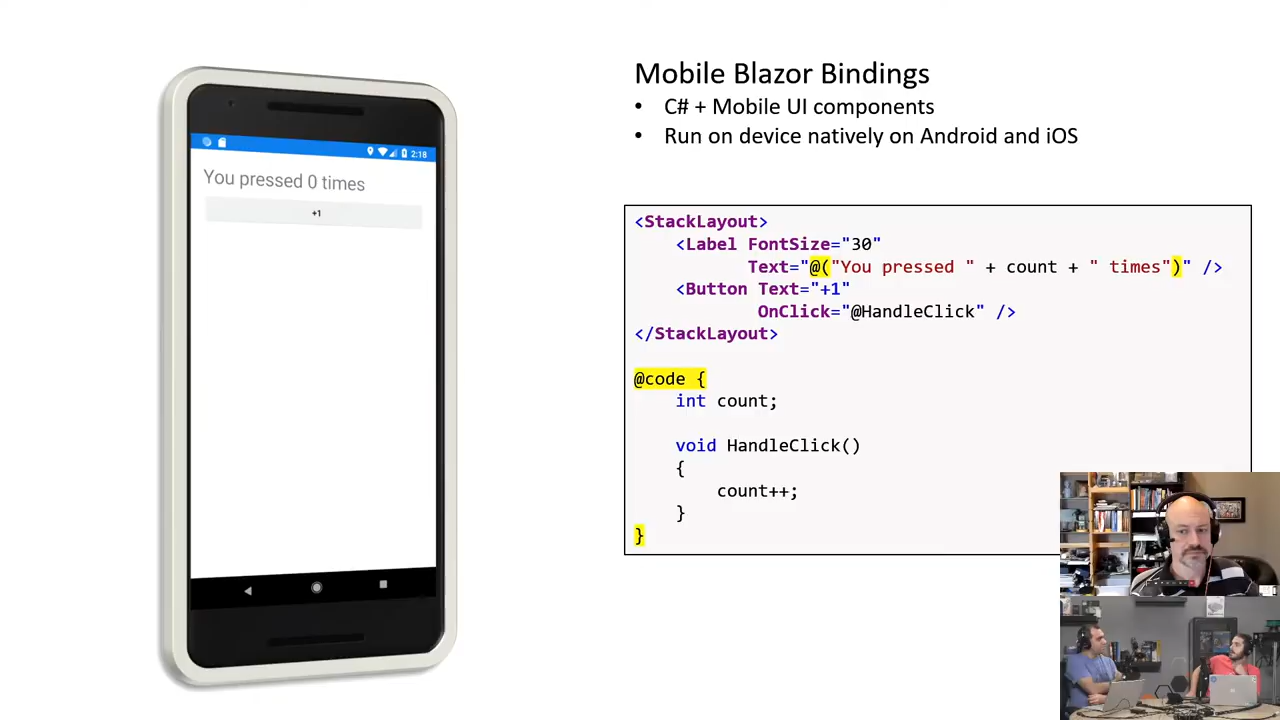 Mobile Blazor Bindings
• C# + Mobile UI components
• Run on device natively on Android and iOS
2:18
You pressed 0 times
+1
<StackLayout>
    <Label FontSize="30"
           Text="@("You pressed " + count + " times")" />
    <Button Text="+1"
            OnClick="@HandleClick" />
</StackLayout>
@code {
    int count;
    void HandleClick()
    {
        count++;
    }
}